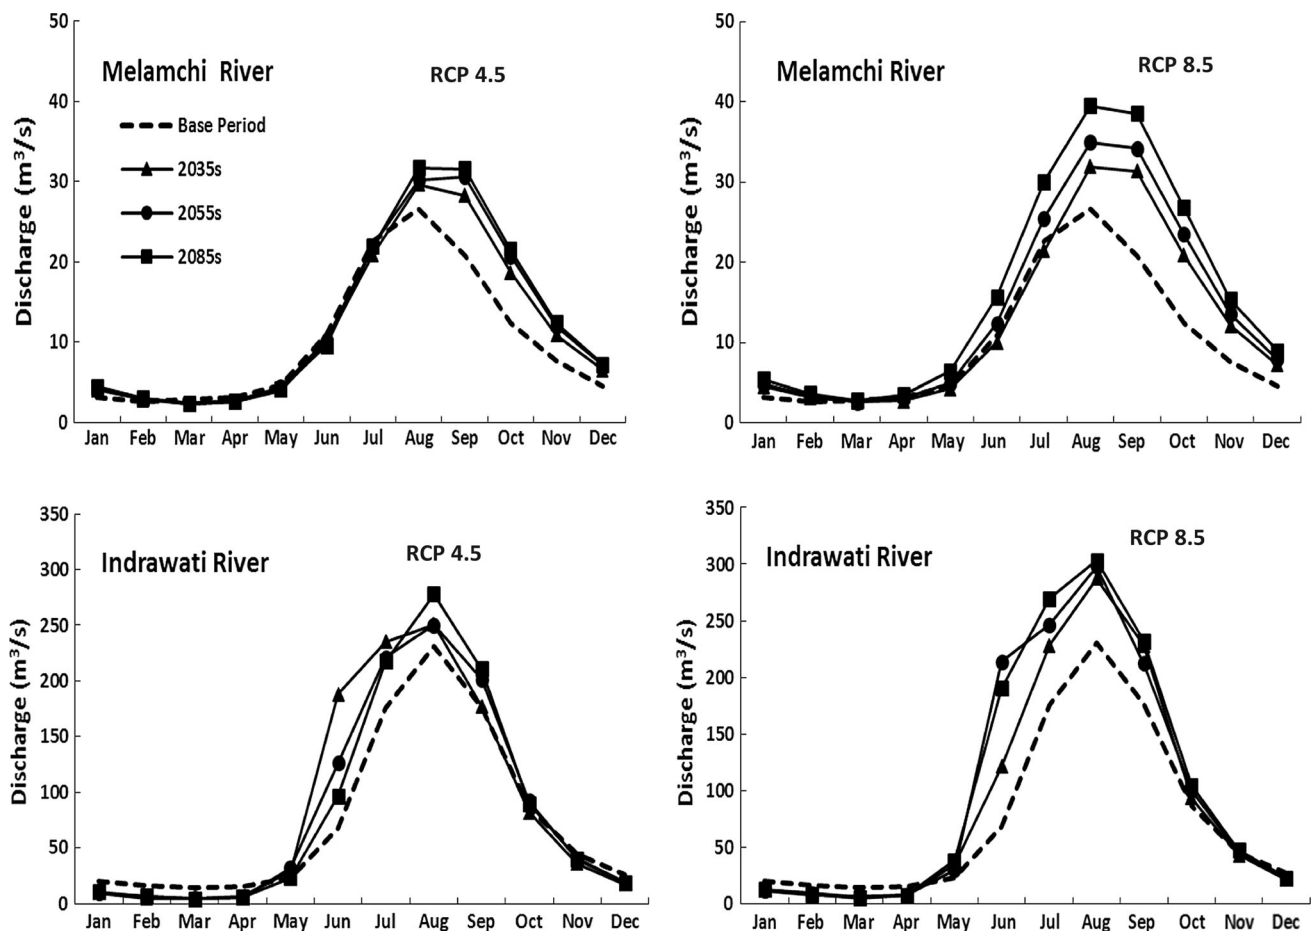 50
40
30
20
10
0
Discharge (m³/s)
Melamchi River
RCP 4.5
Base Period
2035s
2055s
2085s
Jan Feb Mar Apr May Jun Jul Aug Sep Oct Nov Dec
50
40
30
20
10
0
Discharge (m³/s)
Melamchi River
RCP 8.5
Jan Feb Mar Apr May Jun Jul Aug Sep Oct Nov Dec
350
300
250
200
150
100
50
0
Discharge (m³/s)
Indrawati River
RCP 4.5
Jan Feb Mar Apr May Jun Jul Aug Sep Oct Nov Dec
350
300
250
200
150
100
50
0
Discharge (m³/s)
Indrawati River
RCP 8.5
Jan Feb Mar Apr May Jun Jul Aug Sep Oct Nov Dec